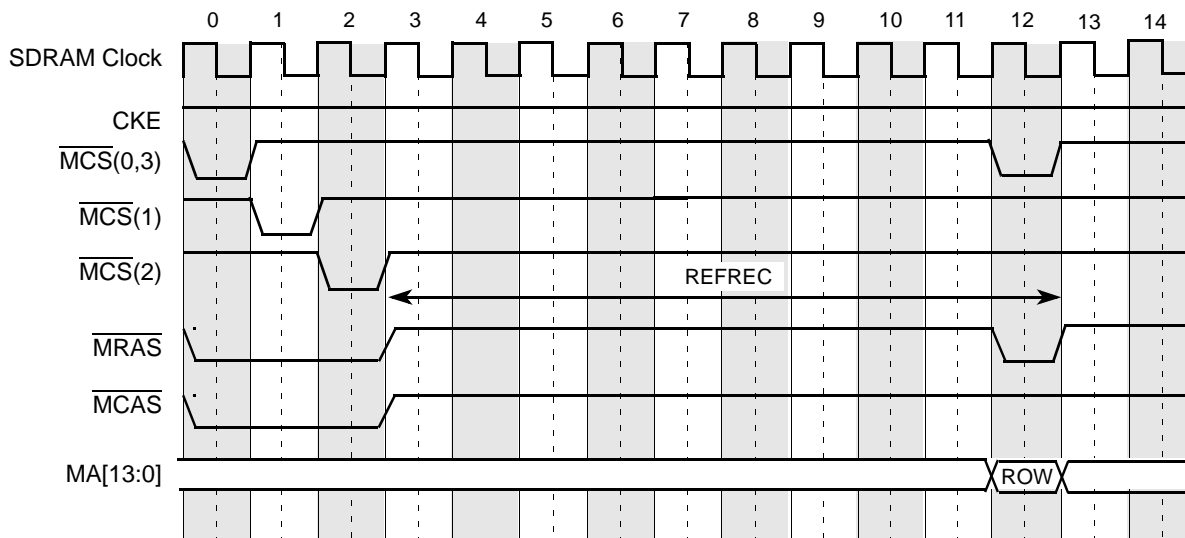 0 1 2 3 4 5 6 7 8 9 10 11 12 13 14
SDRAM Clock
CKE
MCS(0,3)
MCS(1)
MCS(2)
REFREC
MRAS
MCAS
MA[13:0]
ROW